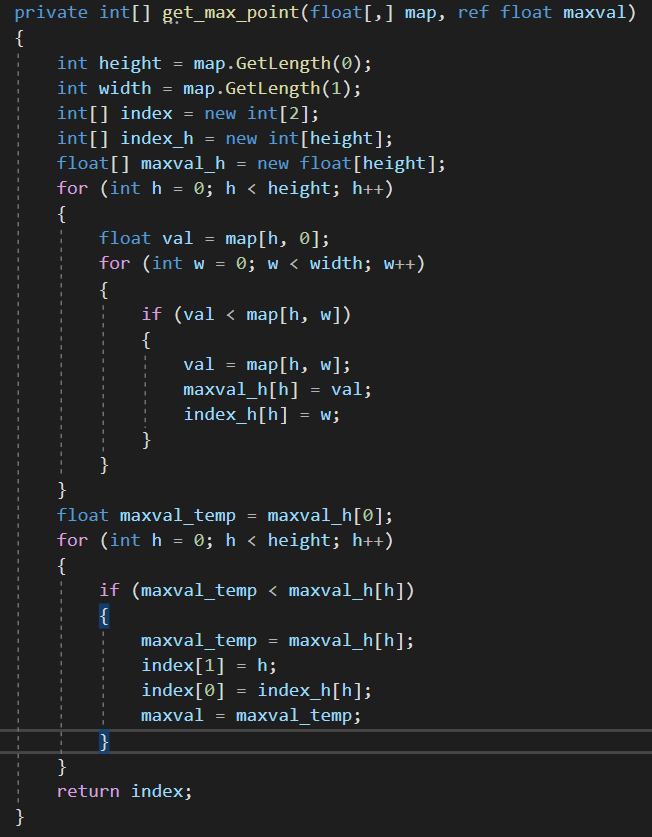 private int[] get_max_point(float[,] map, ref float maxval)
{
    int height = map.GetLength(0);
    int width = map.GetLength(1);
    int[] index = new int[2];
    int[] index_h = new int[height];
    float[] maxval_h = new float[height];
    for (int h = 0; h < height; h++)
    {
        float val = map[h, 0];
        for (int w = 0; w < width; w++)
        {
            if (val < map[h, w])
            {
                val = map[h, w];
                maxval_h[h] = val;
                index_h[h] = w;
            }
        }
    }
    float maxval_temp = maxval_h[0];
    for (int h = 0; h < height; h++)
    {
        if (maxval_temp < maxval_h[h])
        {
            maxval_temp = maxval_h[h];
            index[1] = h;
            index[0] = index_h[h];
            maxval = maxval_temp;
        }
    }
    return index;
}